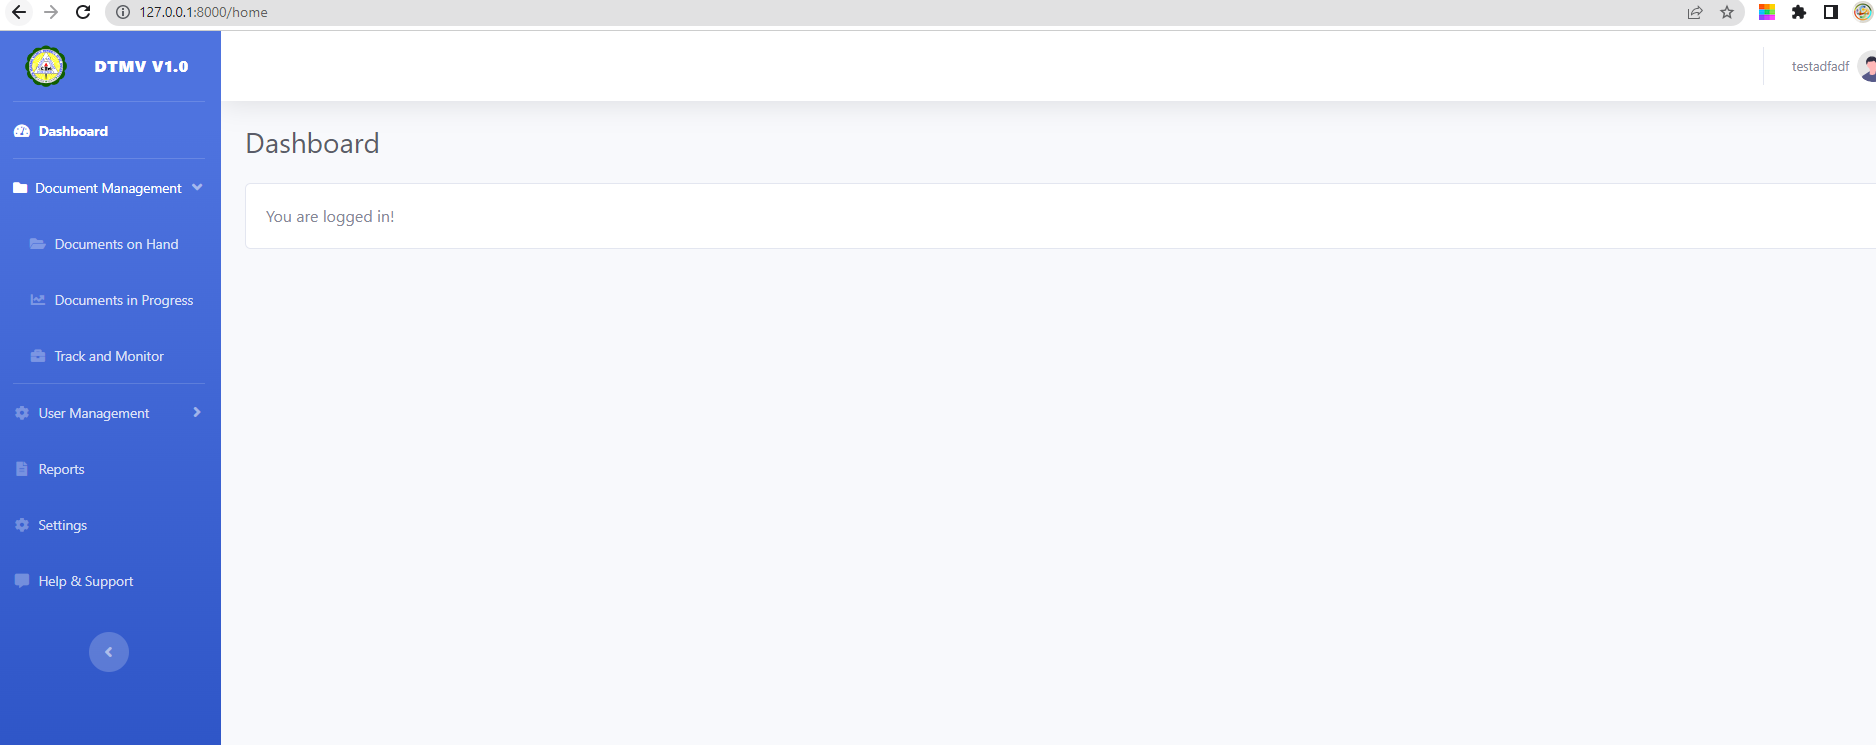 127.0.0.1:8000/home
DTMV V1.0
testadfadf
Dashboard
Document Management
Documents on Hand
Documents in Progress
Track and Monitor
User Management
Reports
Settings
Help & Support
Dashboard
You are logged in!